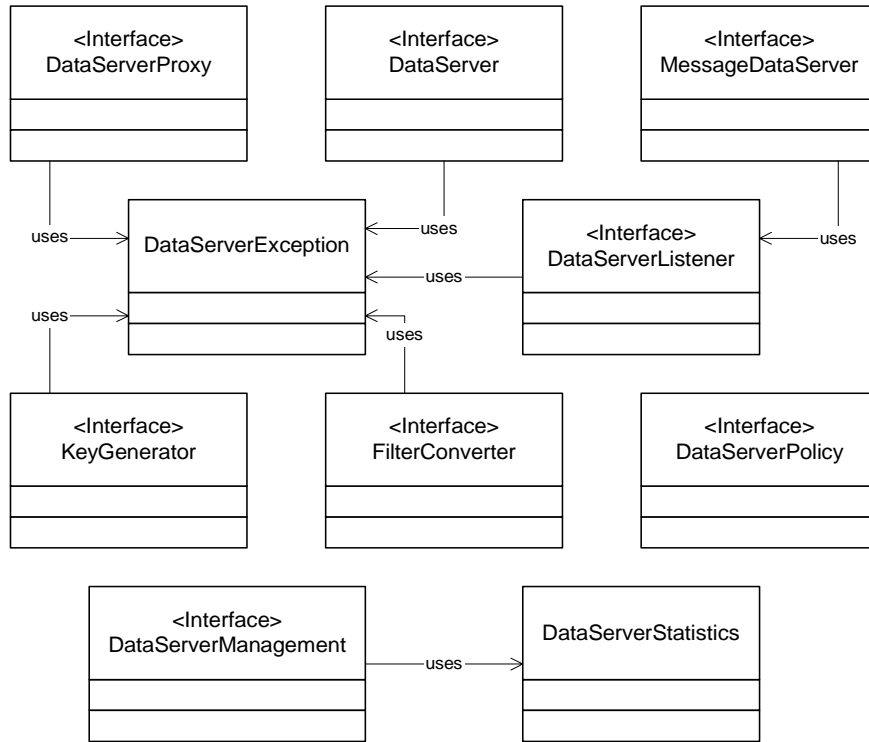 <Interface>
DataServerProxy
<Interface>
DataServer
<Interface>
MessageDataServer
uses
DataServerException
uses
<Interface>
DataServerListener
uses
uses
uses
uses
<Interface>
KeyGenerator
<Interface>
FilterConverter
<Interface>
DataServerPolicy
<Interface>
DataServerManagement
uses
DataServerStatistics